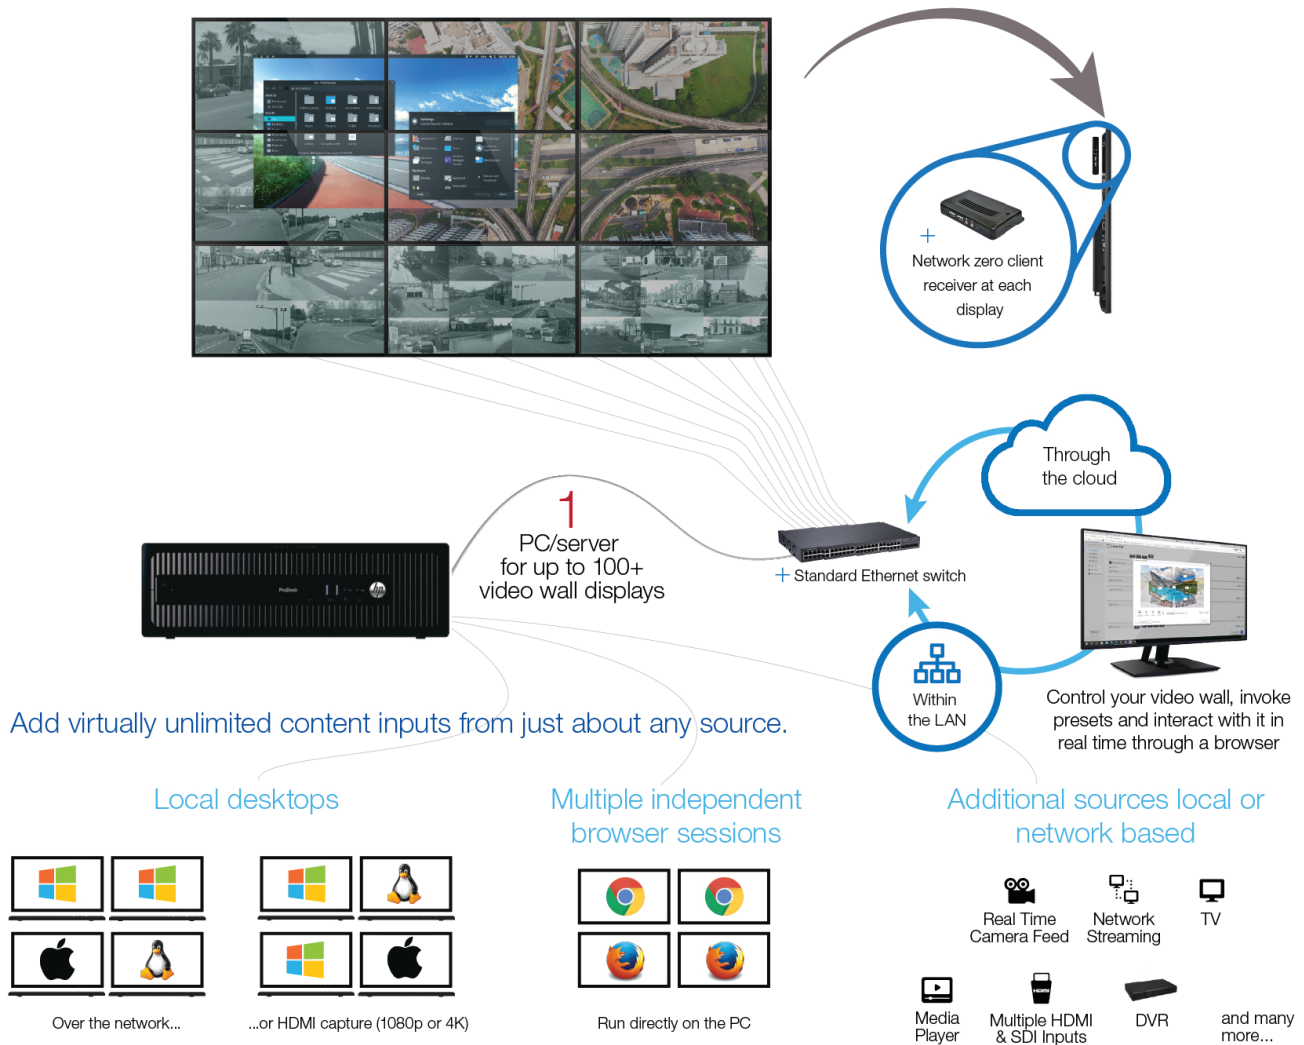 +
Network zero client
receiver at each
display
Through
the cloud
1
PC/server
for up to 100+
video wall displays
+ Standard Ethernet switch
ProDesk
hp
Within
the LAN
Control your video wall, invoke
presets and interact with it in
real time through a browser
Add virtually unlimited content inputs from just about any source.
Local desktops
Multiple independent
browser sessions
Additional sources local or
network based
Real Time
Camera Feed
Network
Streaming
TV
Over the network...
...or HDMI capture (1080p or 4K)
Run directly on the PC
Media
Player
HDMI
Multiple HDMI
& SDI Inputs
DVR
and many
more...